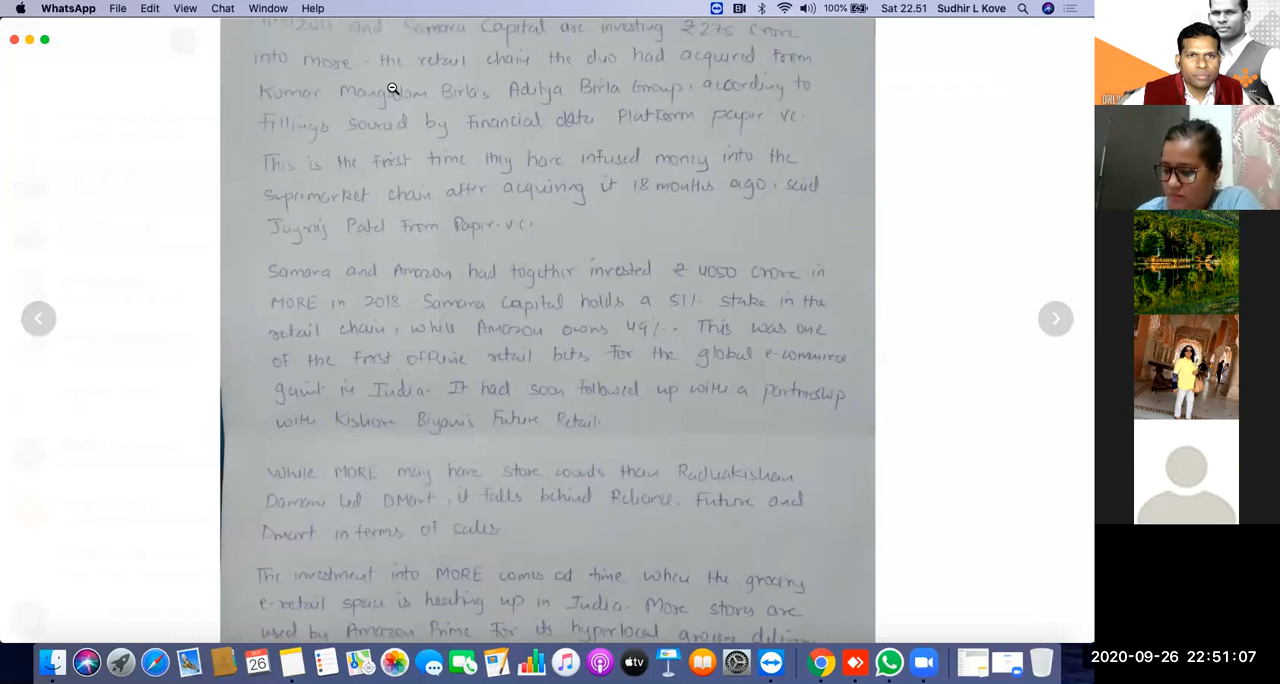 WhatsApp File Edit View Chat Window Help 100% Sat 22.51 Sudhir L Kove
and Samara Capital are investing ₹275 Crore
into more - the retail chain the duo had acquired From
Kumar Mangalam Birla's Aditya Birla Group, according to
Fillings sourced by Financial data Platform paper vc.
This is the First time they have infused money into the
supermarket chain after acquiring it 18 months ago, said
Patel From Paper.v.c.
Samara and Amazon had together invested ₹ 4050 Crore in
MORE in 2018. Samara Capital holds a 51%. stake in the
retail chain, while Amazon owns 49%. This was one
OF the First offline retail bets for the global e-commerce
gaint in India. It had soon followed up with a partnership
with Kishore Biyani's Future Retail.
While MORE may have store counts than Raduakishan
Damani Led DMart, it Falls behind Reliance, Future and
Dmart in terms of sales
The investment into MORE comes at time when the grocery
e-retail space is heating up in India. More stores are
used by Amazon Prime For its hyperlocal grocery
SEP
26
tv
2020-09-26 22:51:07